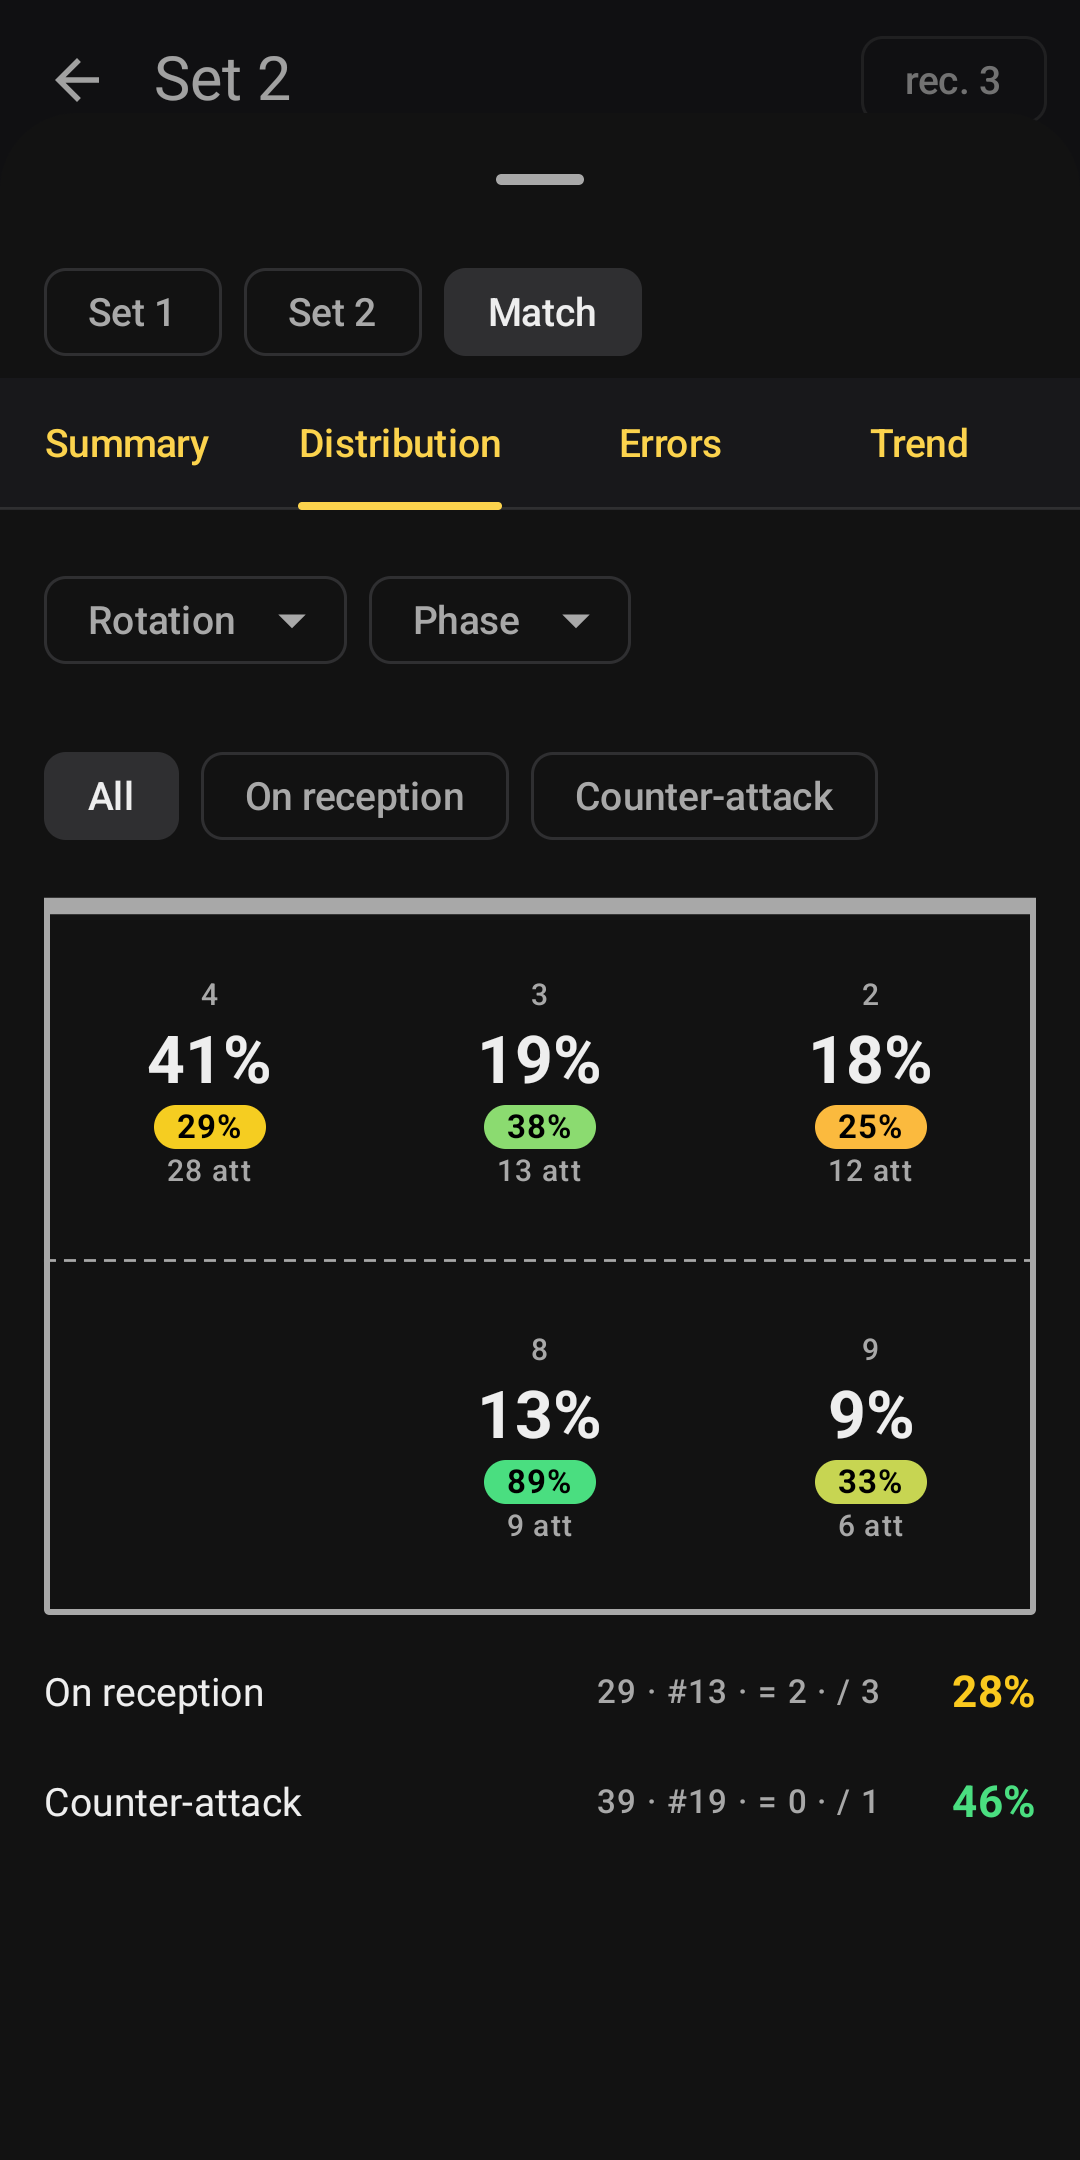 Set 2
rec. 3
Set 1
Set 2
Match
Summary
Distribution
Errors
Trend
Rotation
Phase
All
On reception
Counter-attack
4
41%
29%
28 att
3
19%
38%
13 att
2
18%
25%
12 att
8
13%
89%
9 att
9
9%
33%
6 att
On reception
29 · #13 · = 2 · / 3
28%
Counter-attack
39 · #19 · = 0 · / 1
46%